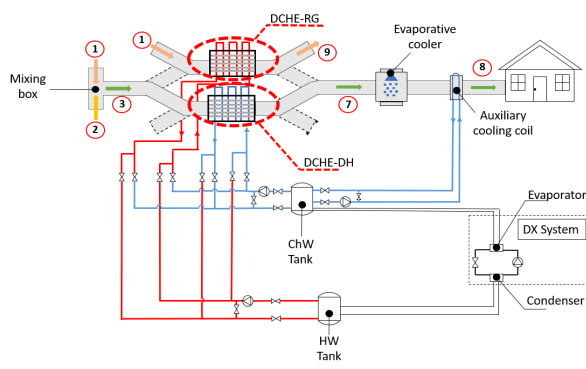 DCHE-RG
Evaporative
cooler
1
1
9
8
Mixing
box
3
7
2
Auxiliary
cooling coil
DCHE-DH
Evaporator
ChW
Tank
DX System
Condenser
HW
Tank